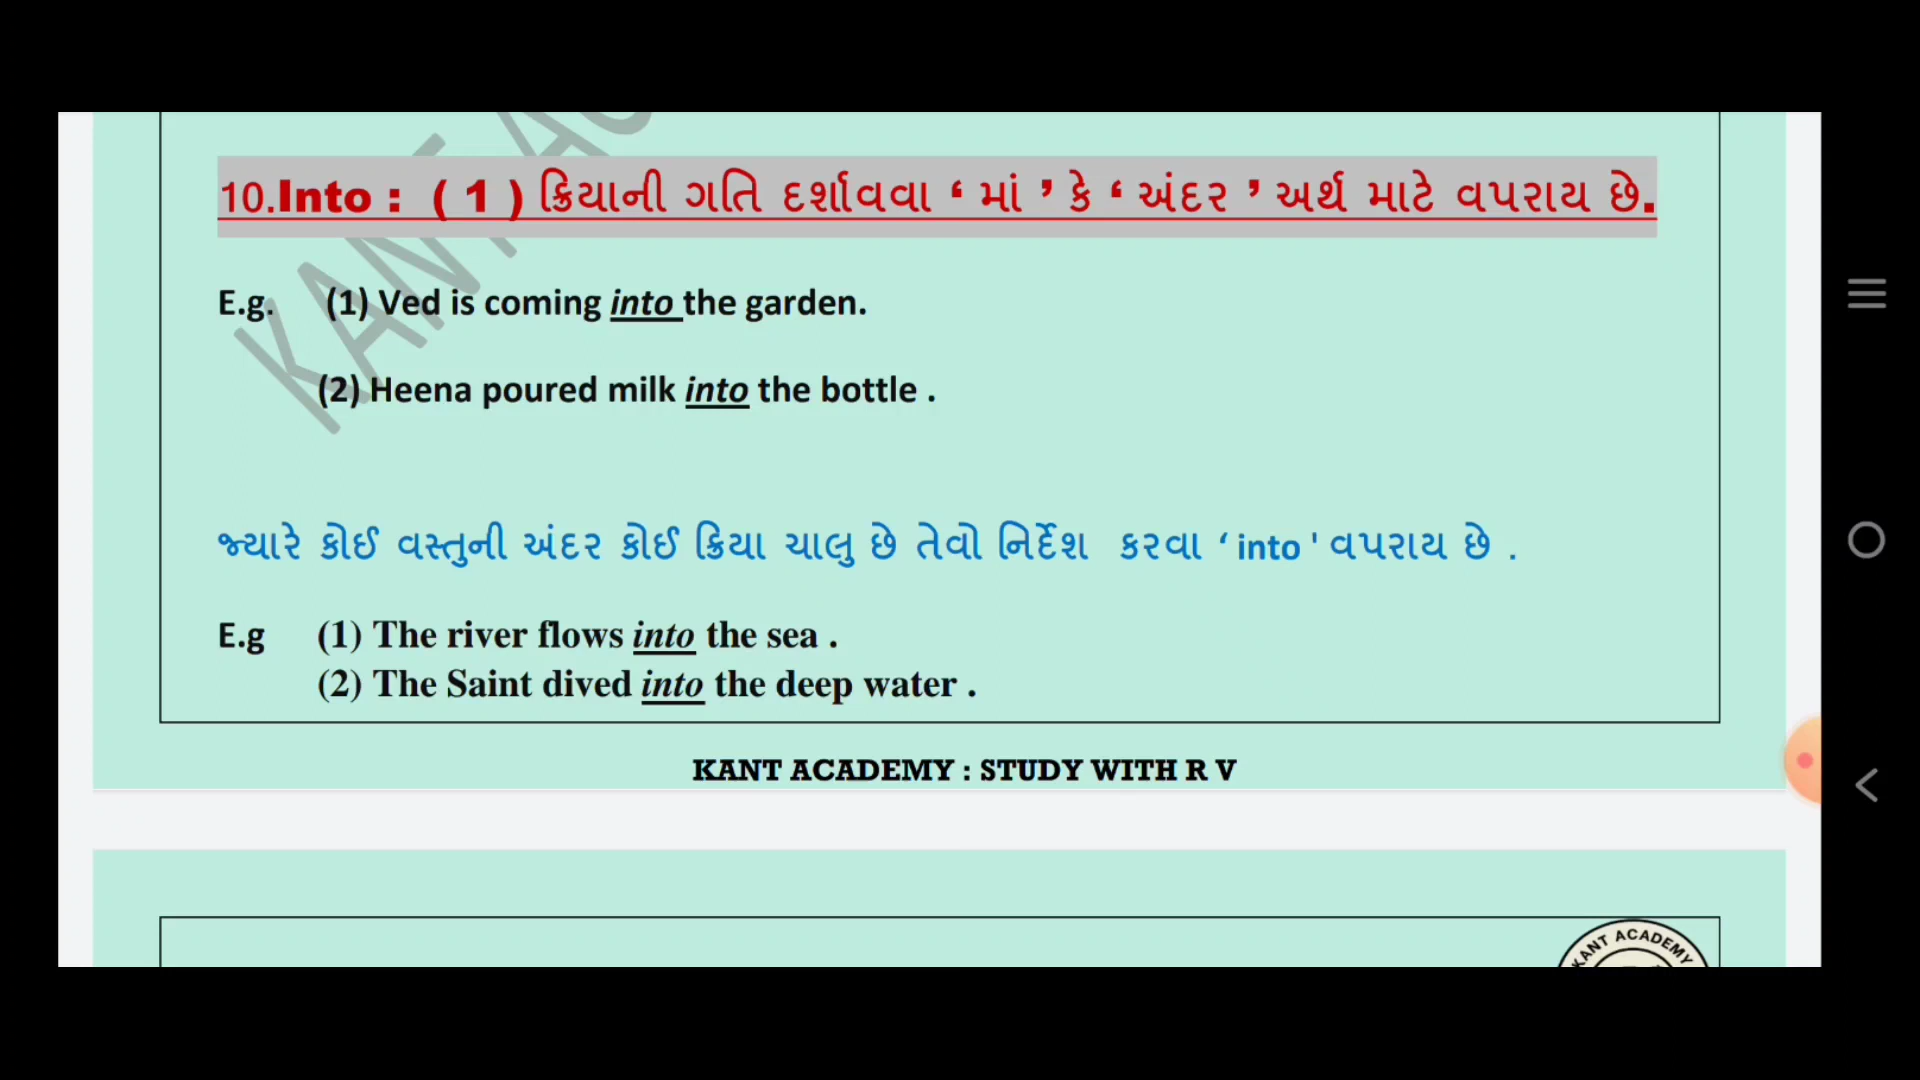 KANT AC
10.Into : ( 1 ) ક્રિયાની ગતિ દર્શાવવા ‘ માં ’ કે ‘ અંદર ’ અર્થ માટે વપરાય છે.
E.g. (1) Ved is coming into the garden.
(2) Heena poured milk into the bottle .
જ્યારે કોઈ વસ્તુની અંદર કોઈ ક્રિયા ચાલુ છે તેવો નિર્દેશ કરવા ‘ into ' વપરાય છે .
E.g (1) The river flows into the sea .
(2) The Saint dived into the deep water .
KANT ACADEMY : STUDY WITH R V
KANT ACADEMY